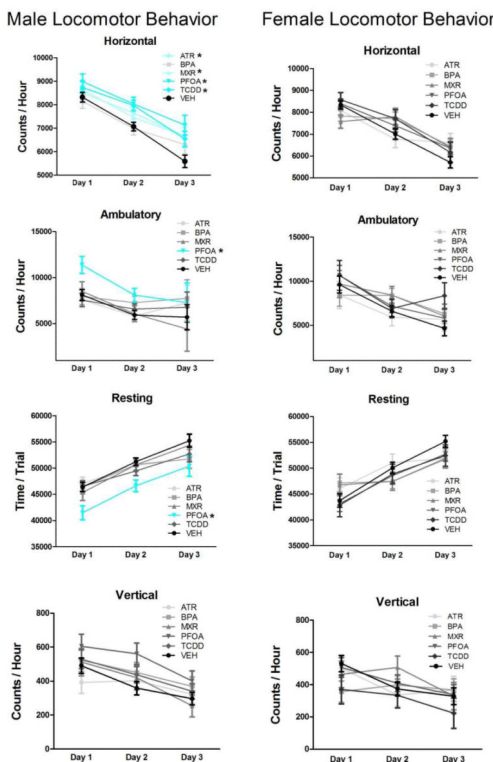 Male Locomotor Behavior
Horizontal
9000
8000
7000
6000
5000
Counts / Hour
Day 1 Day 2 Day 3
ATR *
BPA
MXR *
PFOA *
TCDD *
VEH
Ambulatory
15000
10000
5000
Counts / Hour
Day 1 Day 2 Day 3
ATR
BPA
MXR
PFOA *
TCDD
VEH
Resting
60000
55000
50000
45000
40000
35000
Time / Trial
Day 1 Day 2 Day 3
ATR
BPA
MXR
PFOA *
TCDD
VEH
Vertical
800
600
400
200
0
Counts / Hour
Day 1 Day 2 Day 3
ATR
BPA
MXR
PFOA
TCDD
VEH
Female Locomotor Behavior
Horizontal
10000
9000
8000
7000
6000
5000
Counts / Hour
Day 1 Day 2 Day 3
ATR
BPA
MXR
PFOA
TCDD
VEH
Ambulatory
15000
10000
5000
Counts / Hour
Day 1 Day 2 Day 3
ATR
BPA
MXR
PFOA
TCDD
VEH
Resting
60000
55000
50000
45000
40000
35000
Time / Trial
Day 1 Day 2 Day 3
ATR
BPA
MXR
PFOA
TCDD
VEH
Vertical
800
600
400
200
0
Counts / Hour
Day 1 Day 2 Day 3
ATR
BPA
MXR
PFOA
TCDD
VEH